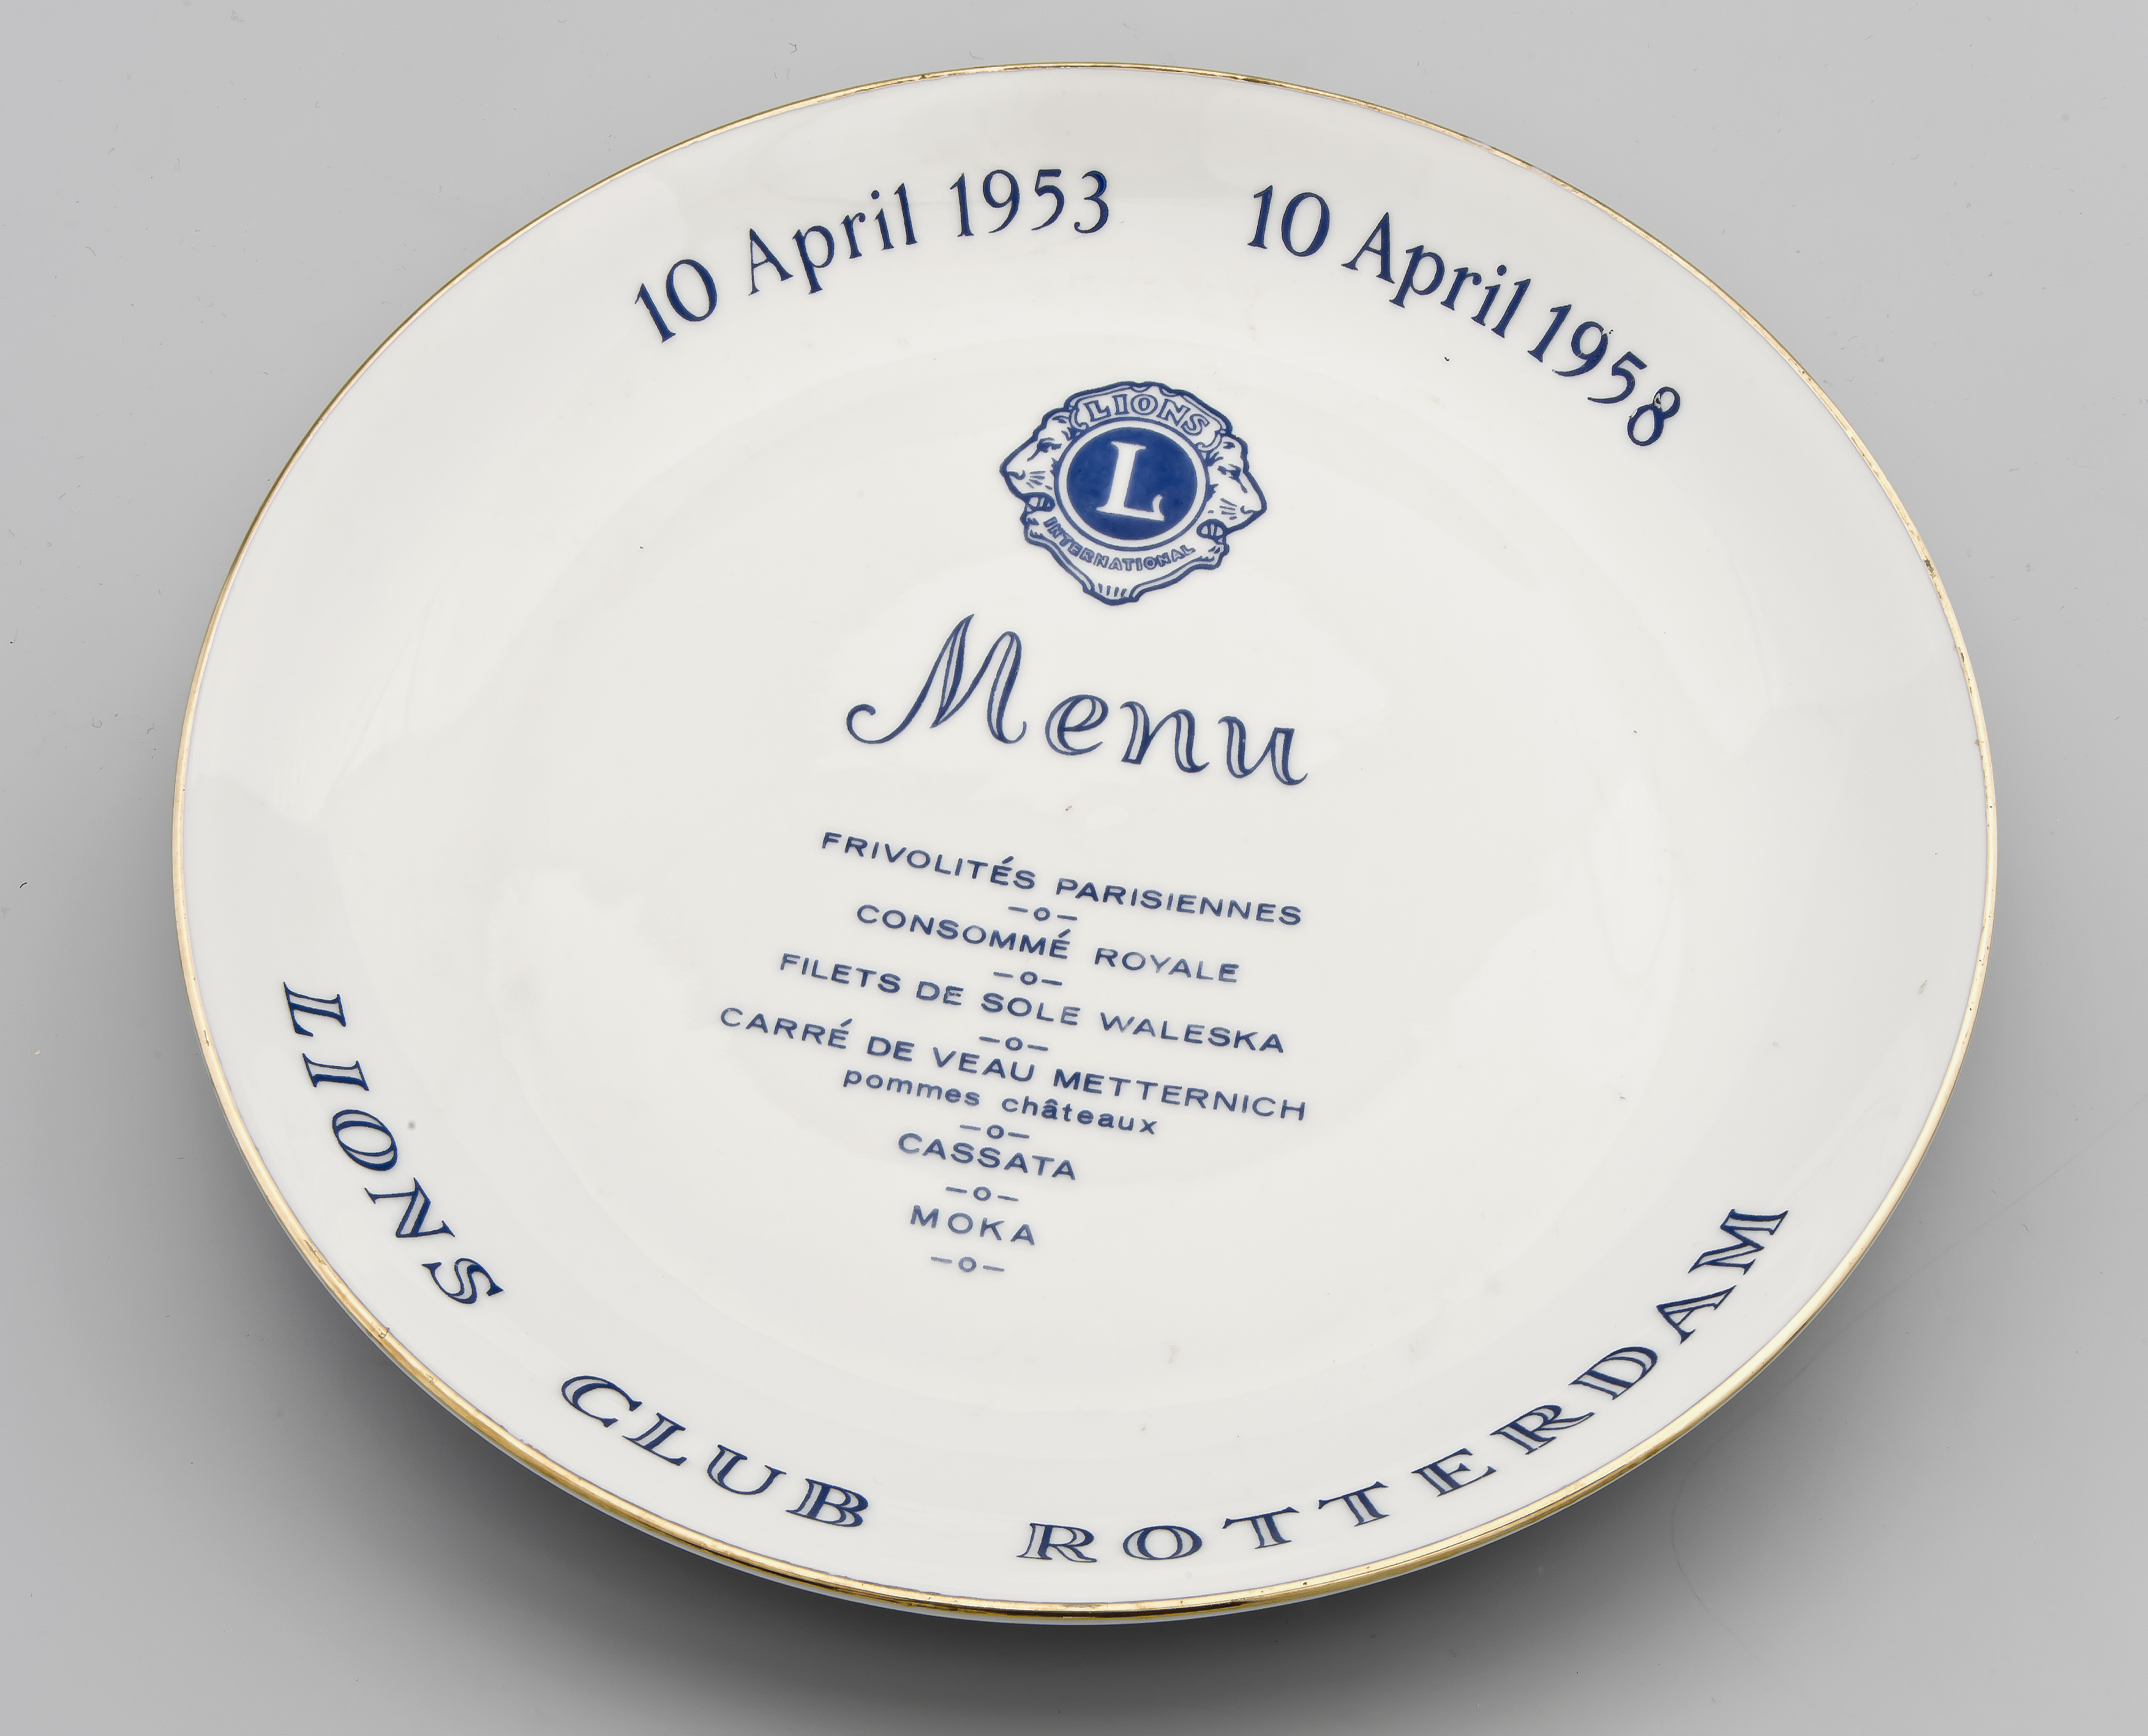 10 April 1953 10 April 1958
LIONS
L
INTERNATIONAL
Menu
FRIVOLITÉS PARISIENNES
—o—
CONSOMMÉ ROYALE
—o—
FILETS DE SOLE WALESKA
—o—
CARRÉ DE VEAU METTERNICH
pommes châteaux
—o—
CASSATA
—o—
MOKA
—o—
LIONS CLUB ROTTERDAM